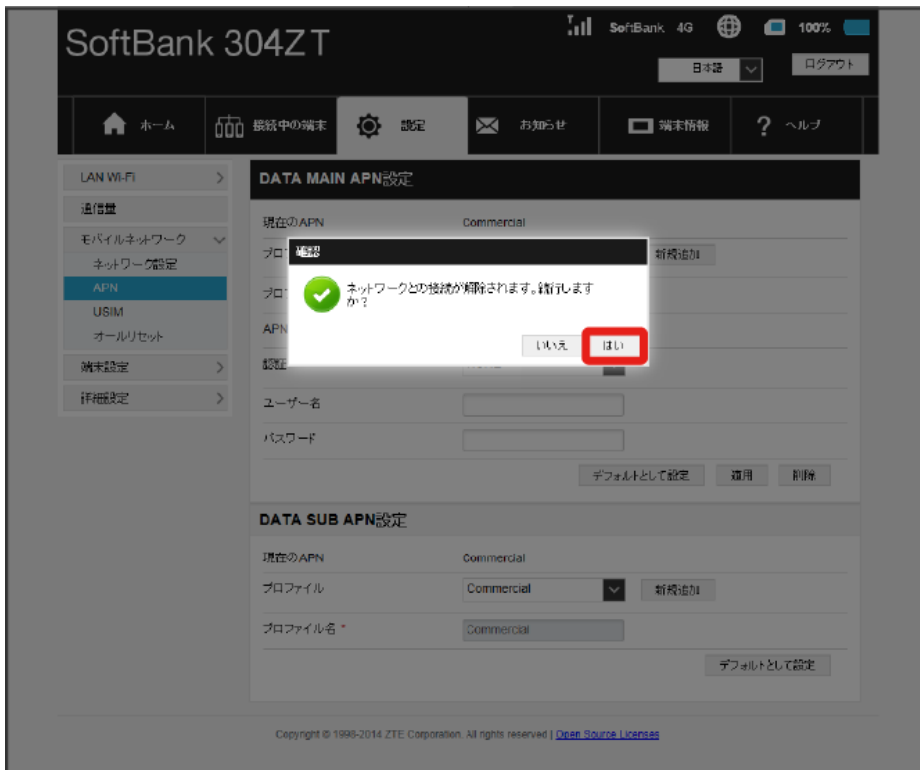 SoftBank 304ZT
SoftBank 4G 100%
日本語 ログアウト
ホーム 接続中の端末 設定 お知らせ 端末情報 ? ヘルプ
LAN Wi-Fi
通信量
モバイルネットワーク
ネットワーク設定
APN
USIM
オールリセット
端末設定
詳細設定
DATA MAIN APN設定
現在のAPN Commercial
新規追加
確認
ネットワークとの接続が解除されます。続行します
か?
いいえ はい
APN
認証
ユーザー名
パスワード
デフォルトとして設定 適用 削除
DATA SUB APN設定
現在のAPN Commercial
プロファイル Commercial 新規追加
プロファイル名 * Commercial
デフォルトとして設定
Copyright © 1998-2014 ZTE Corporation. All rights reserved | Open Source Licenses